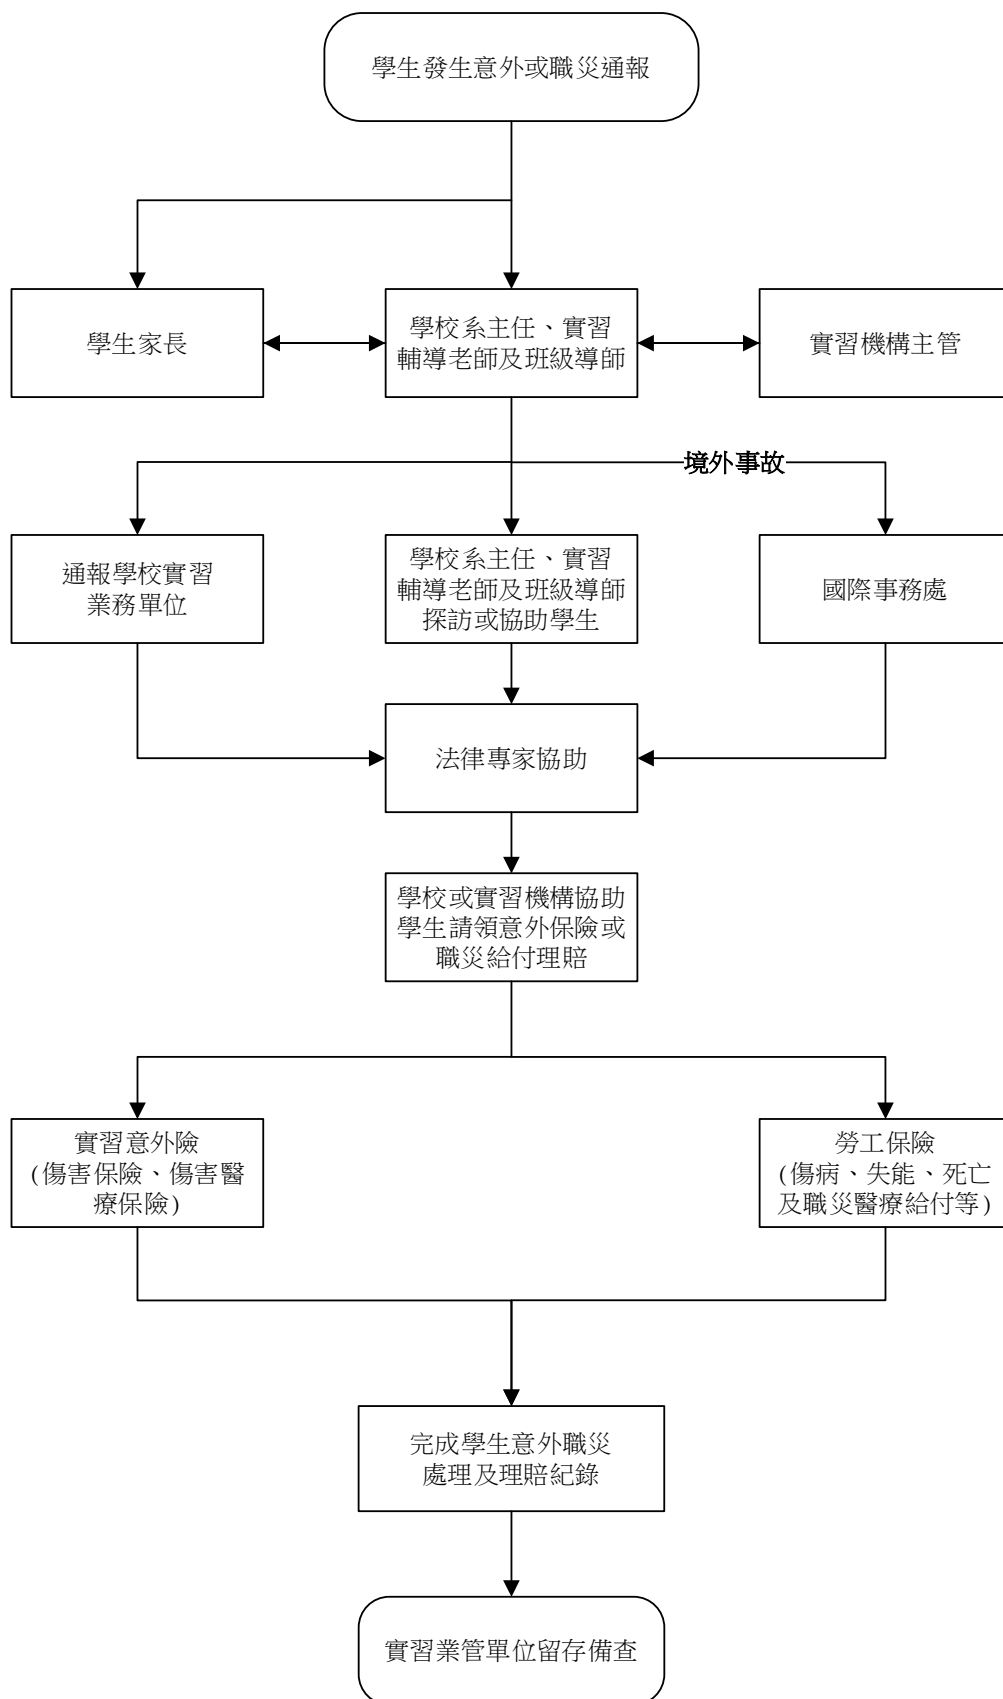 學生發生意外或職災通報
學生家長
學校系主任、實習
輔導老師及班級導師
實習機構主管
境外事故
通報學校實習
業務單位
學校系主任、實習
輔導老師及班級導師
探訪或協助學生
國際事務處
法律專家協助
學校或實習機構協助
學生請領意外保險或
職災給付理賠
實習意外險
(傷害保險、傷害醫
療保險)
勞工保險
(傷病、失能、死亡
及職災醫療給付等)
完成學生意外職災
處理及理賠紀錄
實習業管單位留存備查